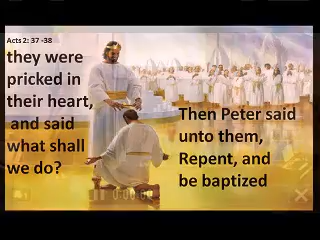 Acts 2: 37 -38
they were
pricked in
their heart,
and said
what shall
we do?
Then Peter said
unto them,
Repent, and
be baptized